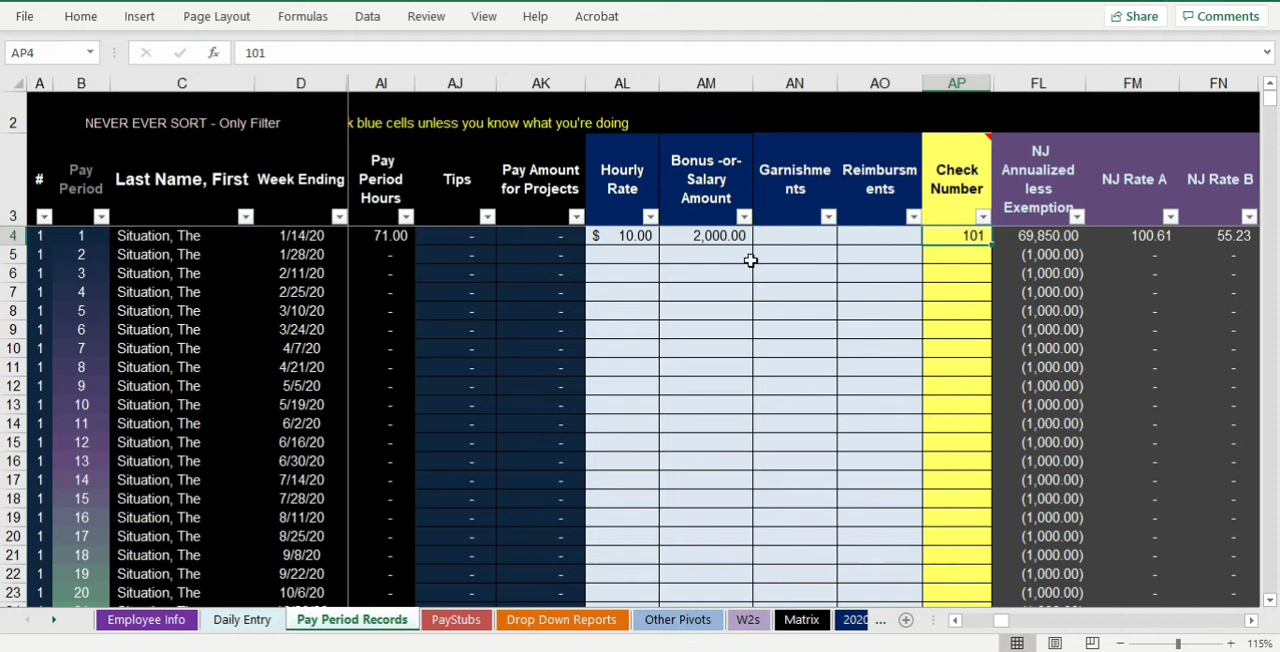 File Home Insert Page Layout Formulas Data Review View Help Acrobat Share Comments
AP4 fx 101
A B C D AI AJ AK AL AM AN AO AP FL FM FN
2 NEVER EVER SORT - Only Filter k blue cells unless you know what you're doing
3 # Pay Period Last Name, First Week Ending Pay Period Hours Tips Pay Amount for Projects Hourly Rate Bonus -or- Salary Amount Garnishments Reimbursments Check Number NJ Annualized less Exemption NJ Rate A NJ Rate B
4 1 1 Situation, The 1/14/20 71.00 - - $ 10.00 2,000.00 101 69,850.00 100.61 55.23
5 1 2 Situation, The 1/28/20 - - - (1,000.00) - -
6 1 3 Situation, The 2/11/20 - - - (1,000.00) - -
7 1 4 Situation, The 2/25/20 - - - (1,000.00) - -
8 1 5 Situation, The 3/10/20 - - - (1,000.00) - -
9 1 6 Situation, The 3/24/20 - - - (1,000.00) - -
10 1 7 Situation, The 4/7/20 - - - (1,000.00) - -
11 1 8 Situation, The 4/21/20 - - - (1,000.00) - -
12 1 9 Situation, The 5/5/20 - - - (1,000.00) - -
13 1 10 Situation, The 5/19/20 - - - (1,000.00) - -
14 1 11 Situation, The 6/2/20 - - - (1,000.00) - -
15 1 12 Situation, The 6/16/20 - - - (1,000.00) - -
16 1 13 Situation, The 6/30/20 - - - (1,000.00) - -
17 1 14 Situation, The 7/14/20 - - - (1,000.00) - -
18 1 15 Situation, The 7/28/20 - - - (1,000.00) - -
19 1 16 Situation, The 8/11/20 - - - (1,000.00) - -
20 1 17 Situation, The 8/25/20 - - - (1,000.00) - -
21 1 18 Situation, The 9/8/20 - - - (1,000.00) - -
22 1 19 Situation, The 9/22/20 - - - (1,000.00) - -
23 1 20 Situation, The 10/6/20 - - - (1,000.00) - -
Employee Info Daily Entry Pay Period Records PayStubs Drop Down Reports Other Pivots W2s Matrix 2020 ...
115%